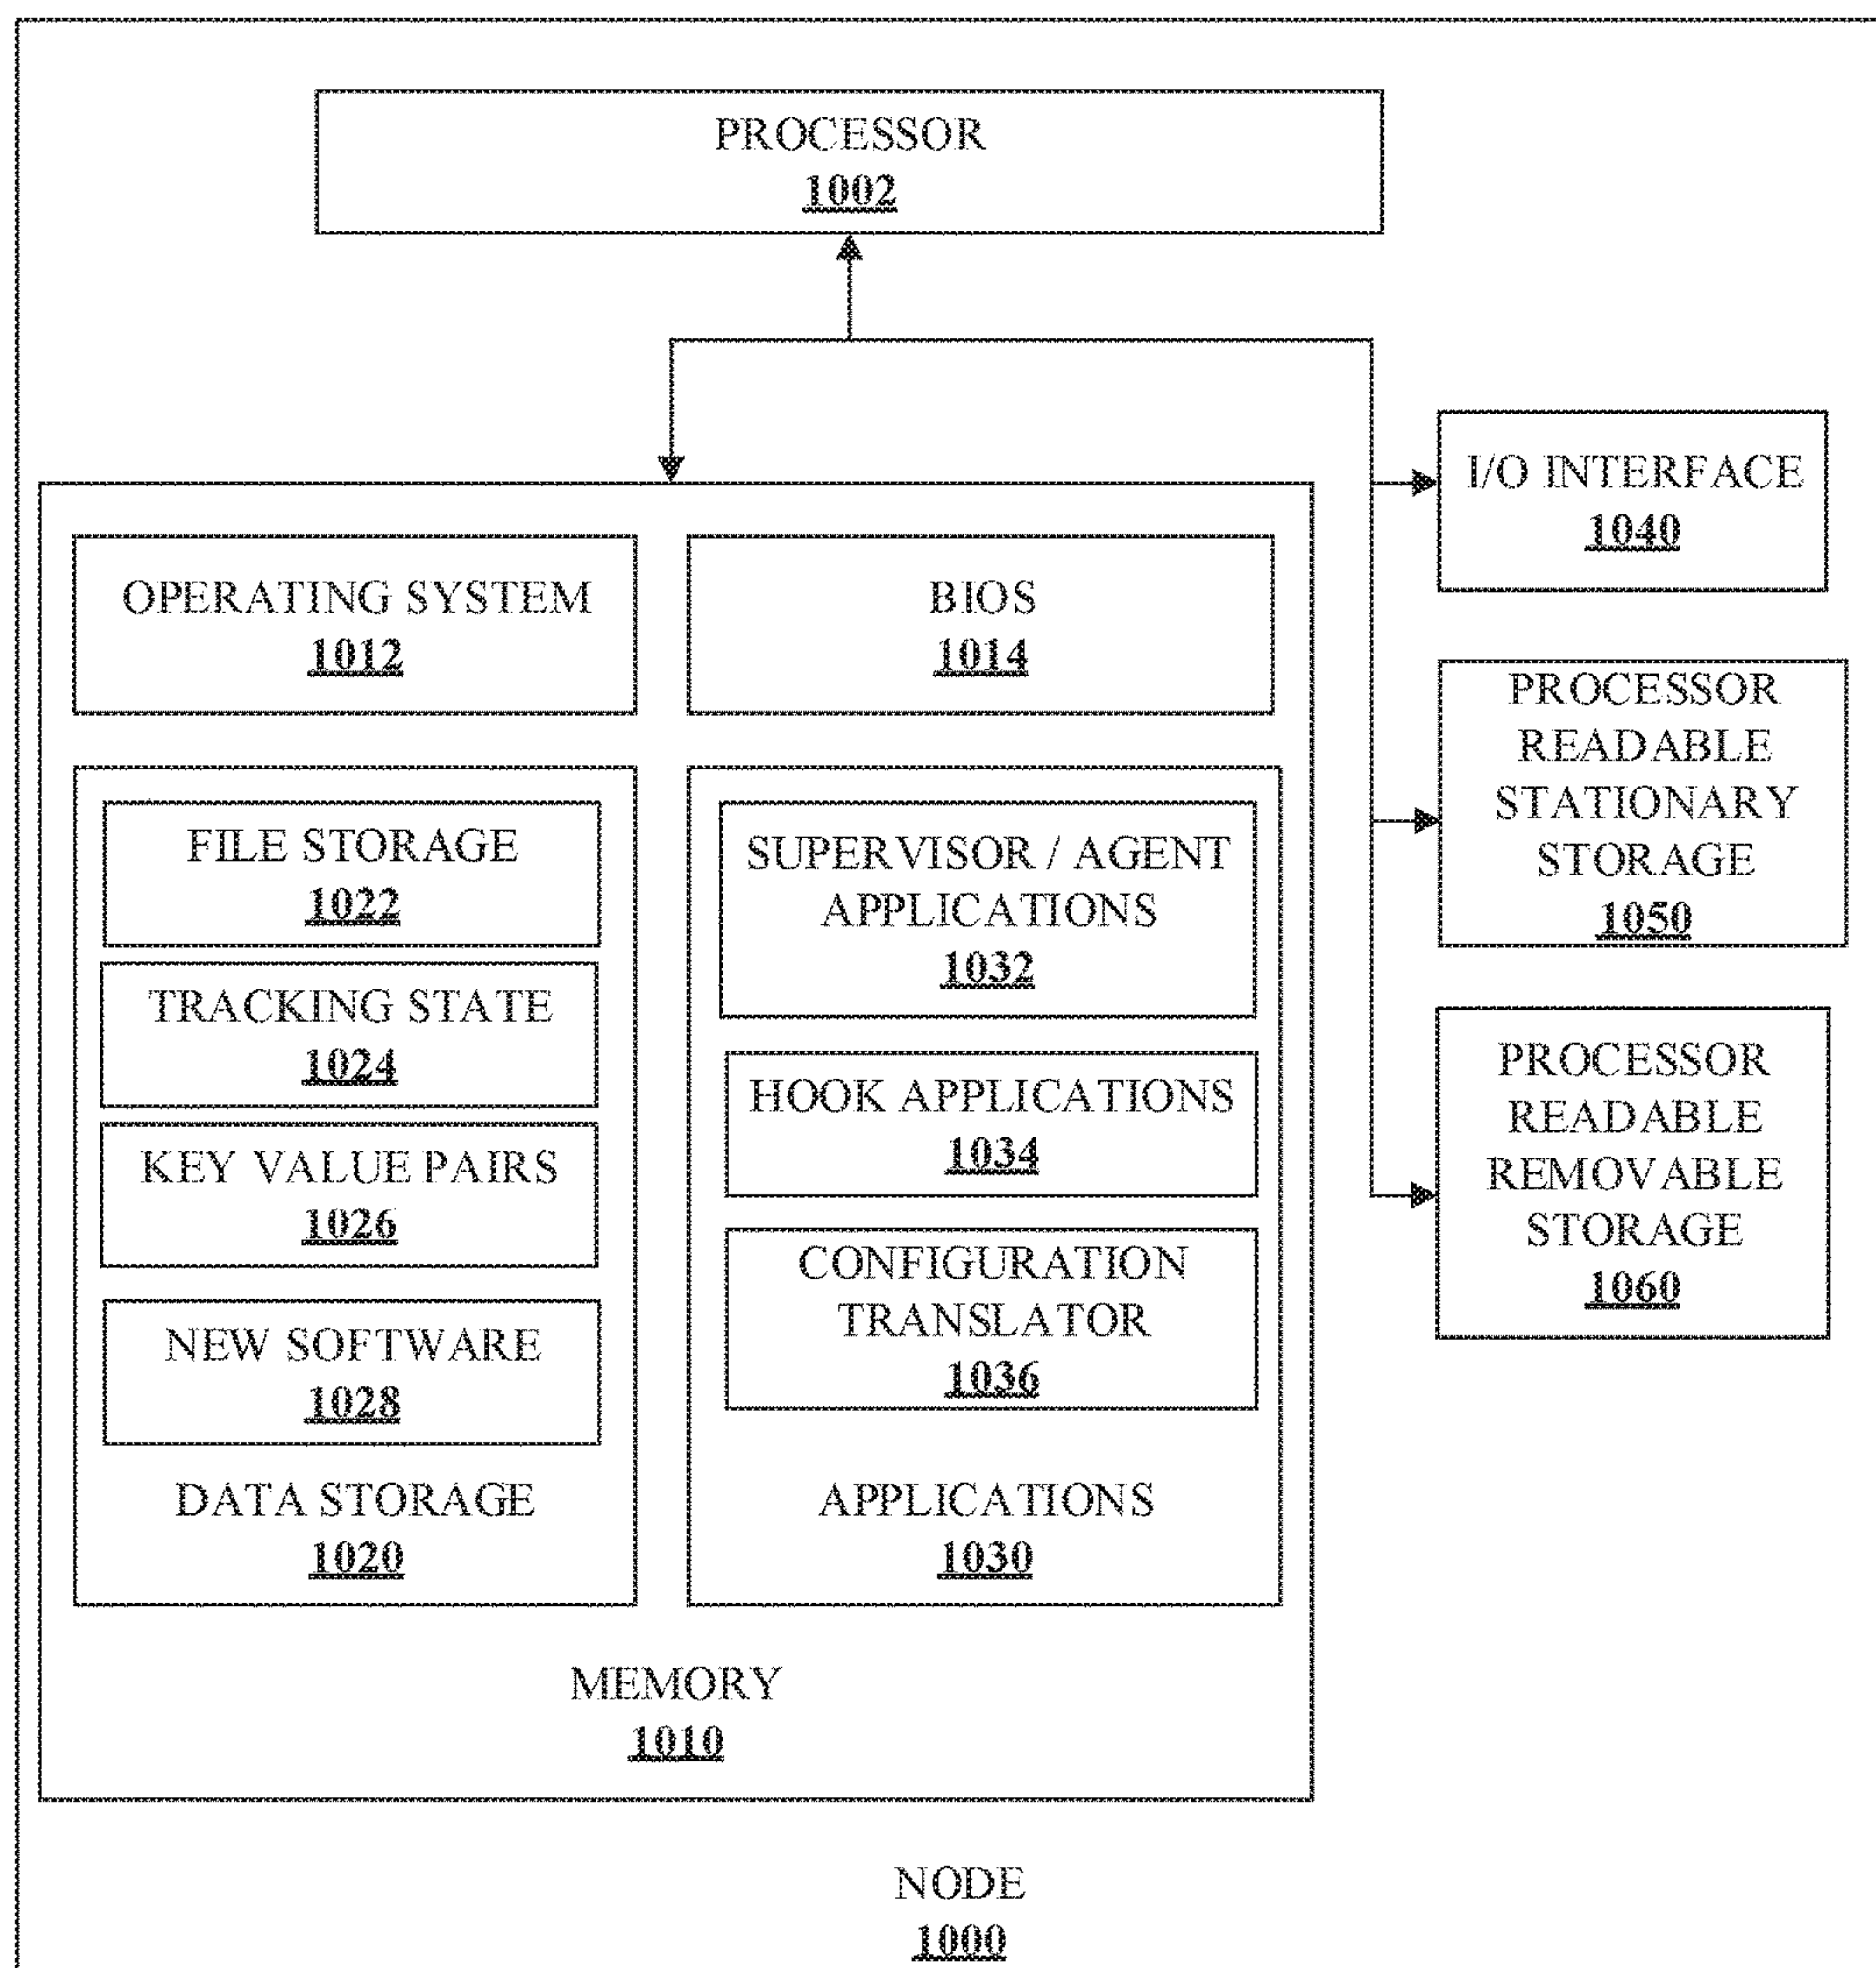 PROCESSOR
1002
I/O INTERFACE
1040
OPERATING SYSTEM
1012
BIOS
1014
PROCESSOR
READABLE
STATIONARY
STORAGE
1050
FILE STORAGE
1022
SUPERVISOR / AGENT
APPLICATIONS
1032
TRACKING STATE
1024
PROCESSOR
READABLE
REMOVABLE
STORAGE
1060
HOOK APPLICATIONS
1034
KEY VALUE PAIRS
1026
CONFIGURATION
TRANSLATOR
1036
NEW SOFTWARE
1028
DATA STORAGE
1020
APPLICATIONS
1030
MEMORY
1010
NODE
1000